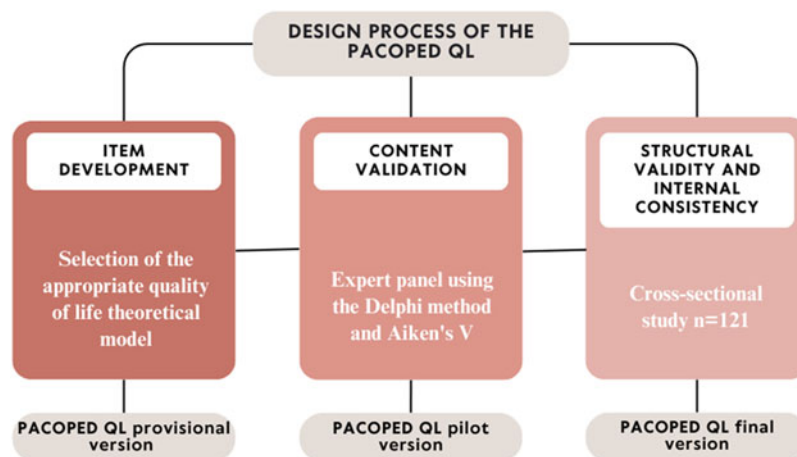 DESIGN PROCESS OF THE
PACOPED QL
ITEM
DEVELOPMENT
Selection of the
appropriate quality
of life theoretical
model
PACOPED QL provisional
version
CONTENT
VALIDATION
Expert panel using
the Delphi method
and Aiken's V
PACOPED QL pilot
version
STRUCTURAL
VALIDITY AND
INTERNAL
CONSISTENCY
Cross-sectional
study n=121
PACOPED QL final
version